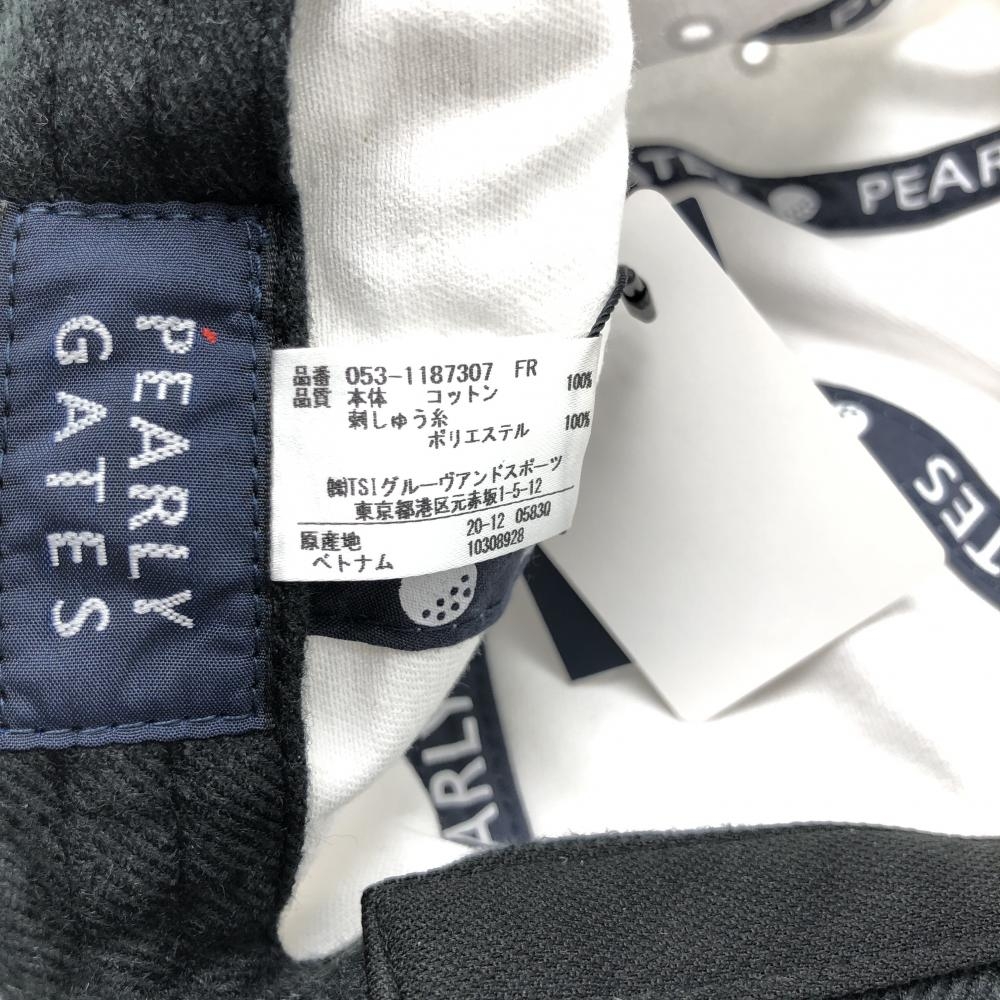 PEARLY
GATES
品番 053-1187307 FR
品質 本体 コットン 100%
刺しゅう糸
ポリエステル 100%
㈱TSIグルーヴアンドスポーツ
東京都港区元赤坂1-5-12
原産地 20-12 05830
ベトナム 10308928
PEAR
TES
ARLY